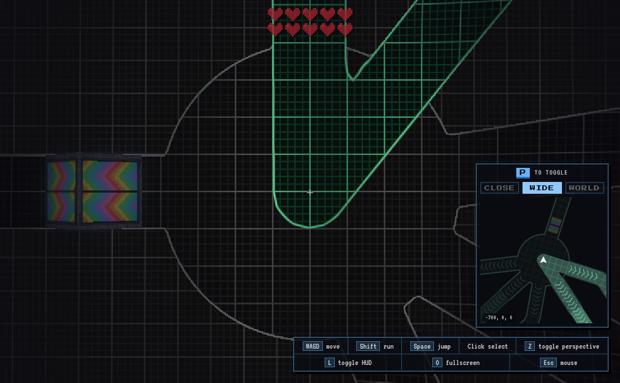 P TO TOGGLE
CLOSE WIDE WORLD
-700, 0, 0
WASD move Shift run Space jump Click select Z toggle perspective
L toggle HUD O fullscreen Esc mouse